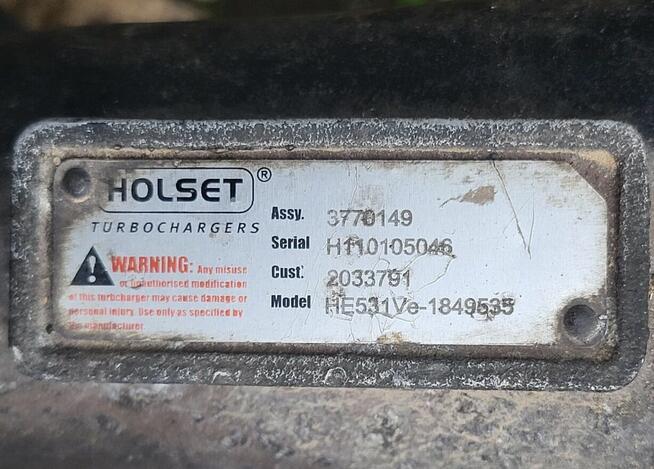 HOLSET®
TURBOCHARGERS
WARNING: Any misuse
or unauthorised modification
of this turbcharger may cause damage or
personal injury. Use only as specified by
the manufacturer.
Assy. 3770149
Serial H110105046
Cust. 2033791
Model HE531Ve-1849535